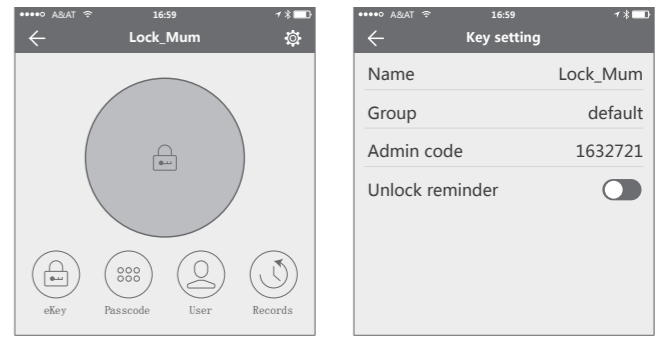 A&AT 16:59
Lock_Mum
eKey Passcode User Records
A&AT 16:59
Key setting
Name Lock_Mum
Group default
Admin code 1632721
Unlock reminder